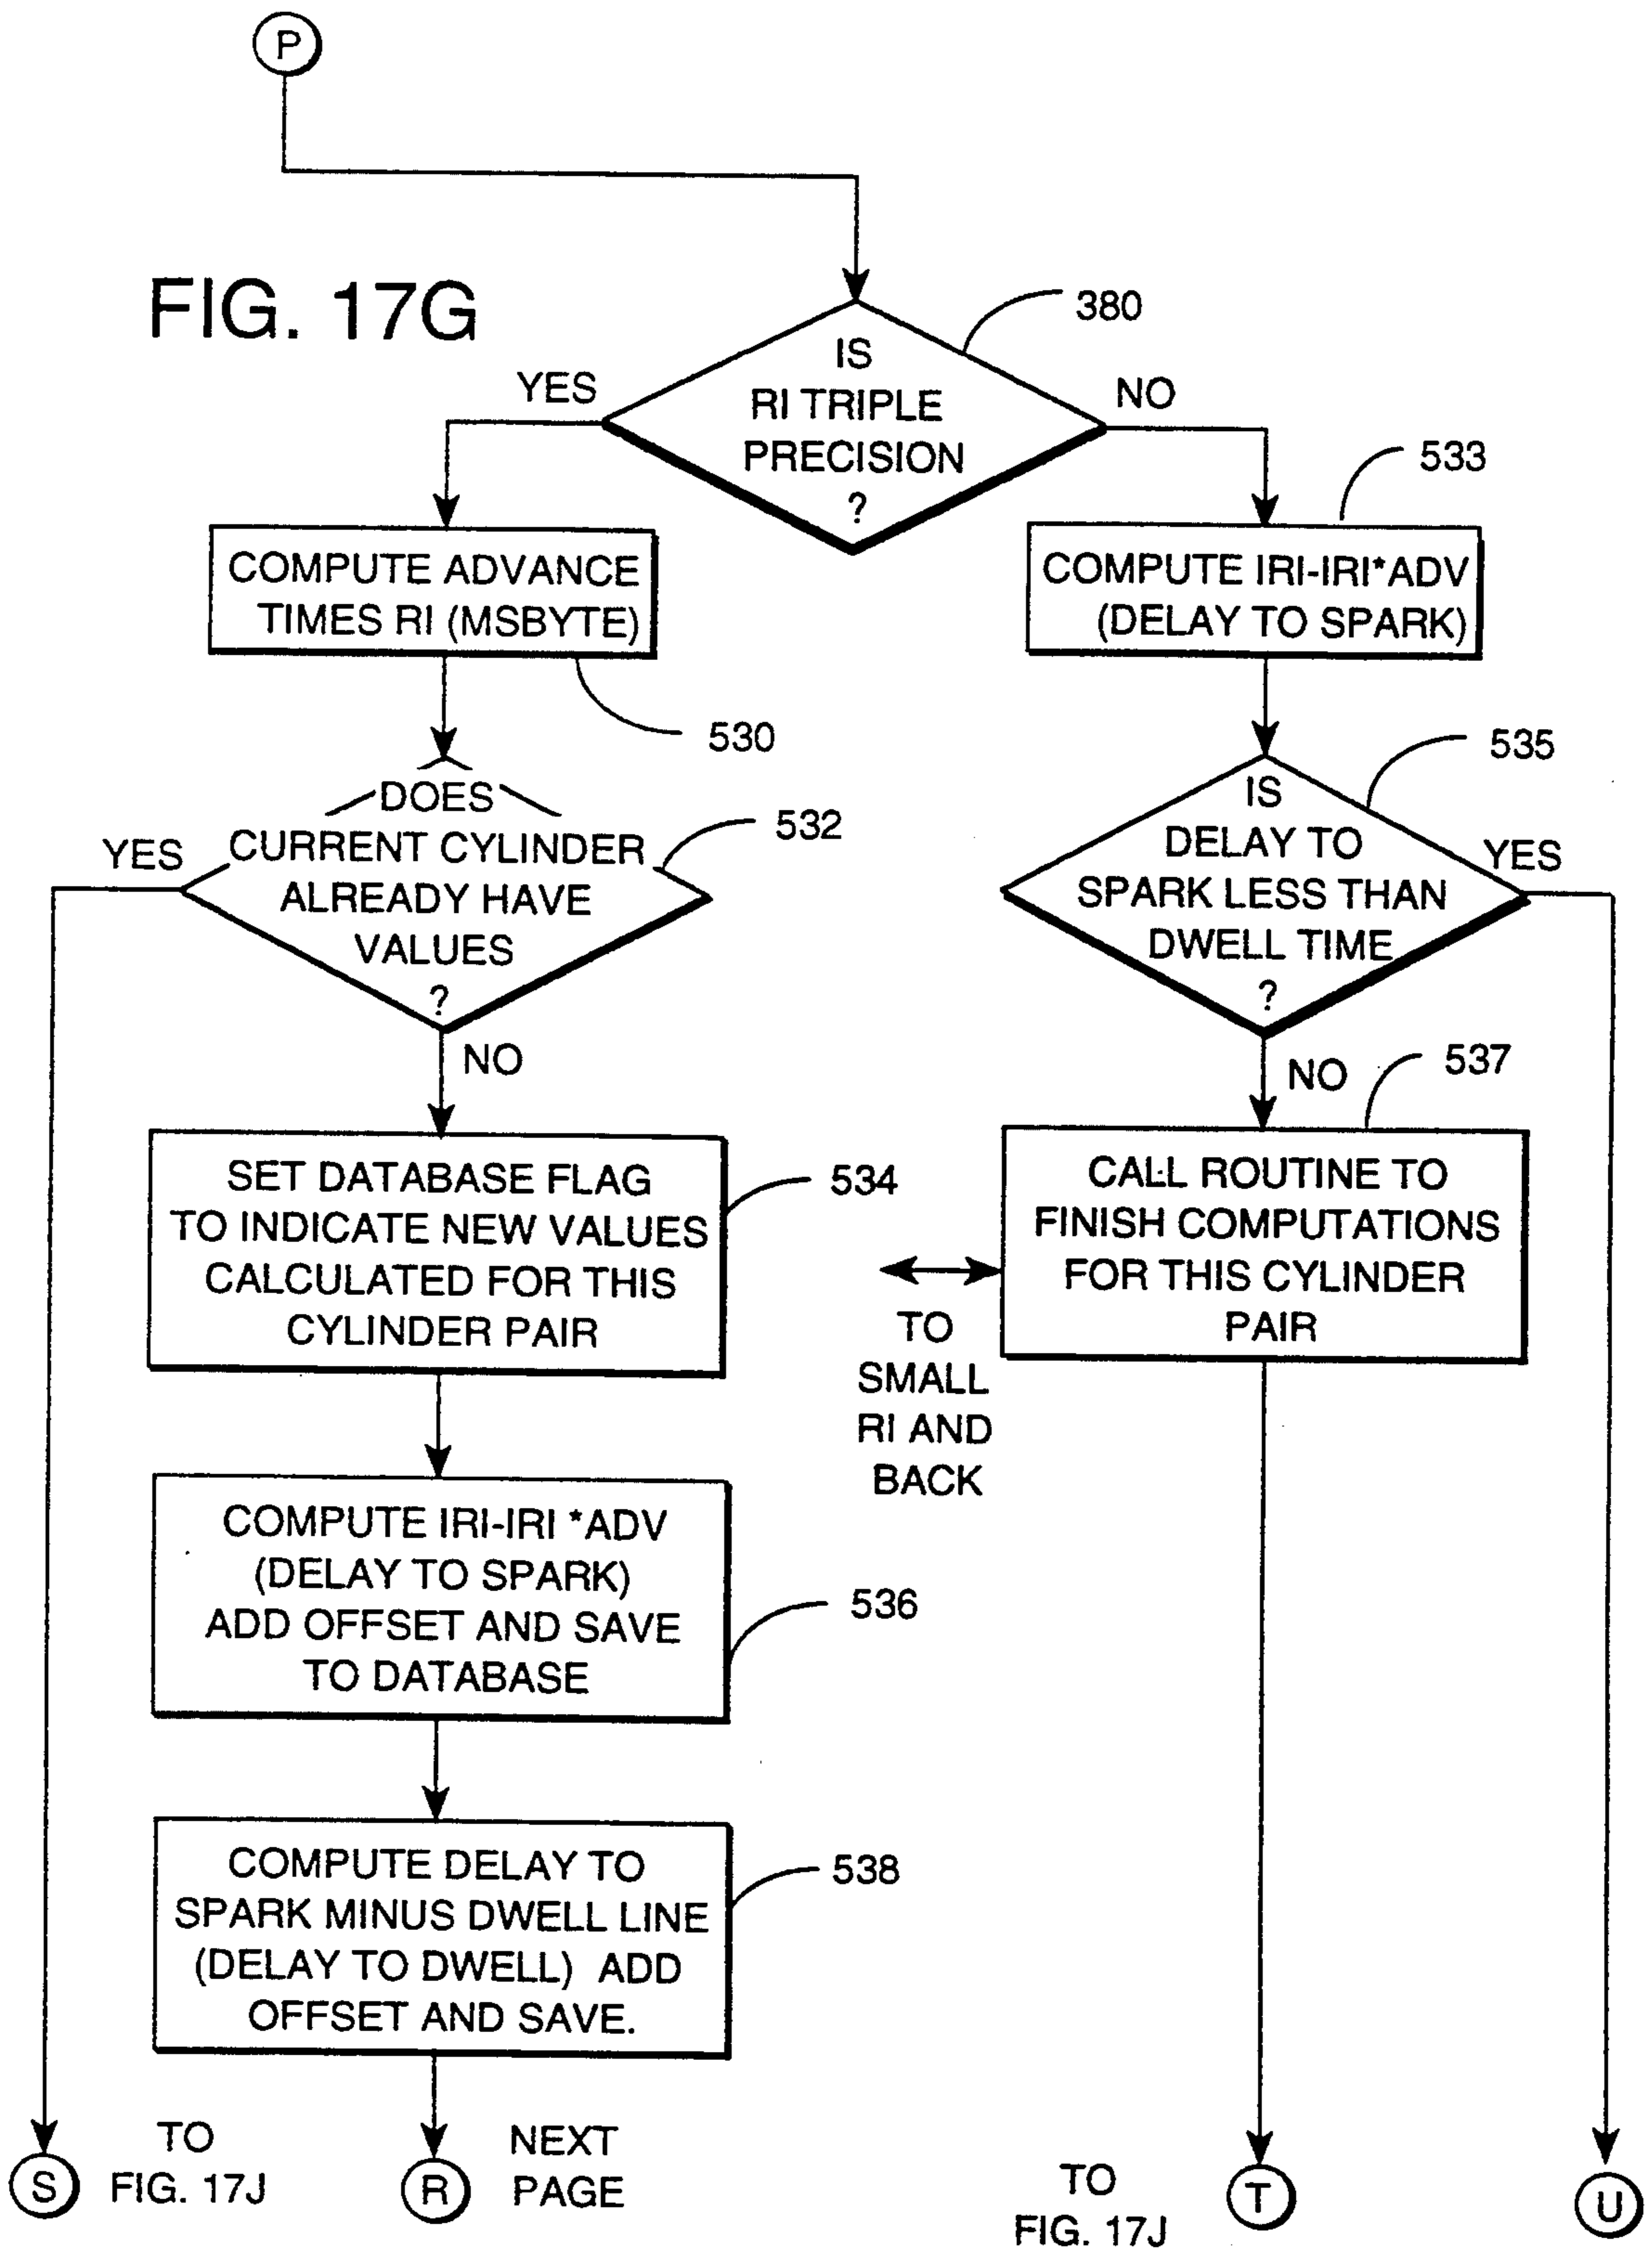 P
FIG. 17G
380
IS
RI TRIPLE
PRECISION
?
YES
NO
533
COMPUTE ADVANCE
TIMES RI (MSBYTE)
530
COMPUTE IRI-IRI*ADV
(DELAY TO SPARK)
535
DOES
CURRENT CYLINDER
ALREADY HAVE
VALUES
?
532
YES
NO
IS
DELAY TO
SPARK LESS THAN
DWELL TIME
?
YES
NO
537
SET DATABASE FLAG
TO INDICATE NEW VALUES
CALCULATED FOR THIS
CYLINDER PAIR
534
CALL ROUTINE TO
FINISH COMPUTATIONS
FOR THIS CYLINDER
PAIR
TO
SMALL
RI AND
BACK
COMPUTE IRI-IRI *ADV
(DELAY TO SPARK)
ADD OFFSET AND SAVE
TO DATABASE
536
COMPUTE DELAY TO
SPARK MINUS DWELL LINE
(DELAY TO DWELL) ADD
OFFSET AND SAVE.
538
S
TO
FIG. 17J
R
NEXT
PAGE
TO
FIG. 17J
T
U